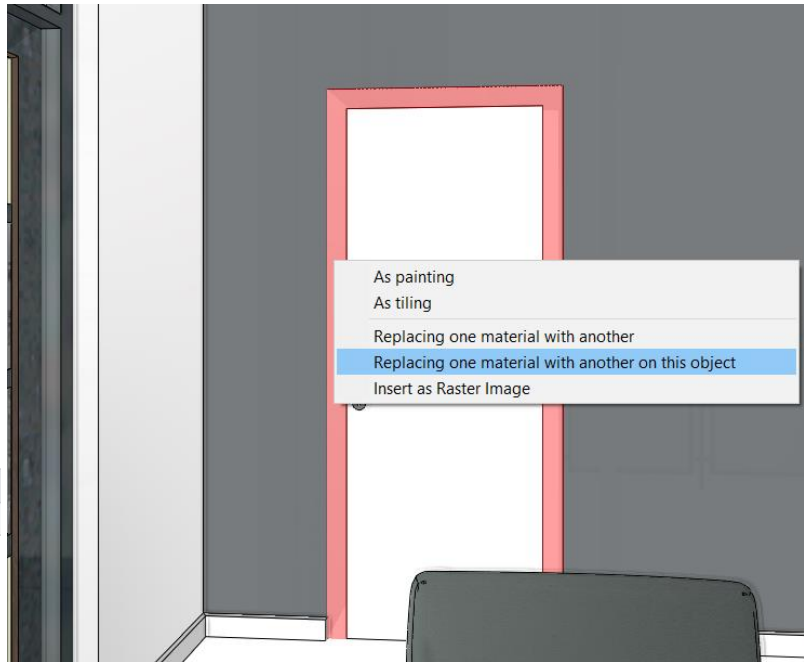 As painting
As tiling
Replacing one material with another
Replacing one material with another on this object
Insert as Raster Image